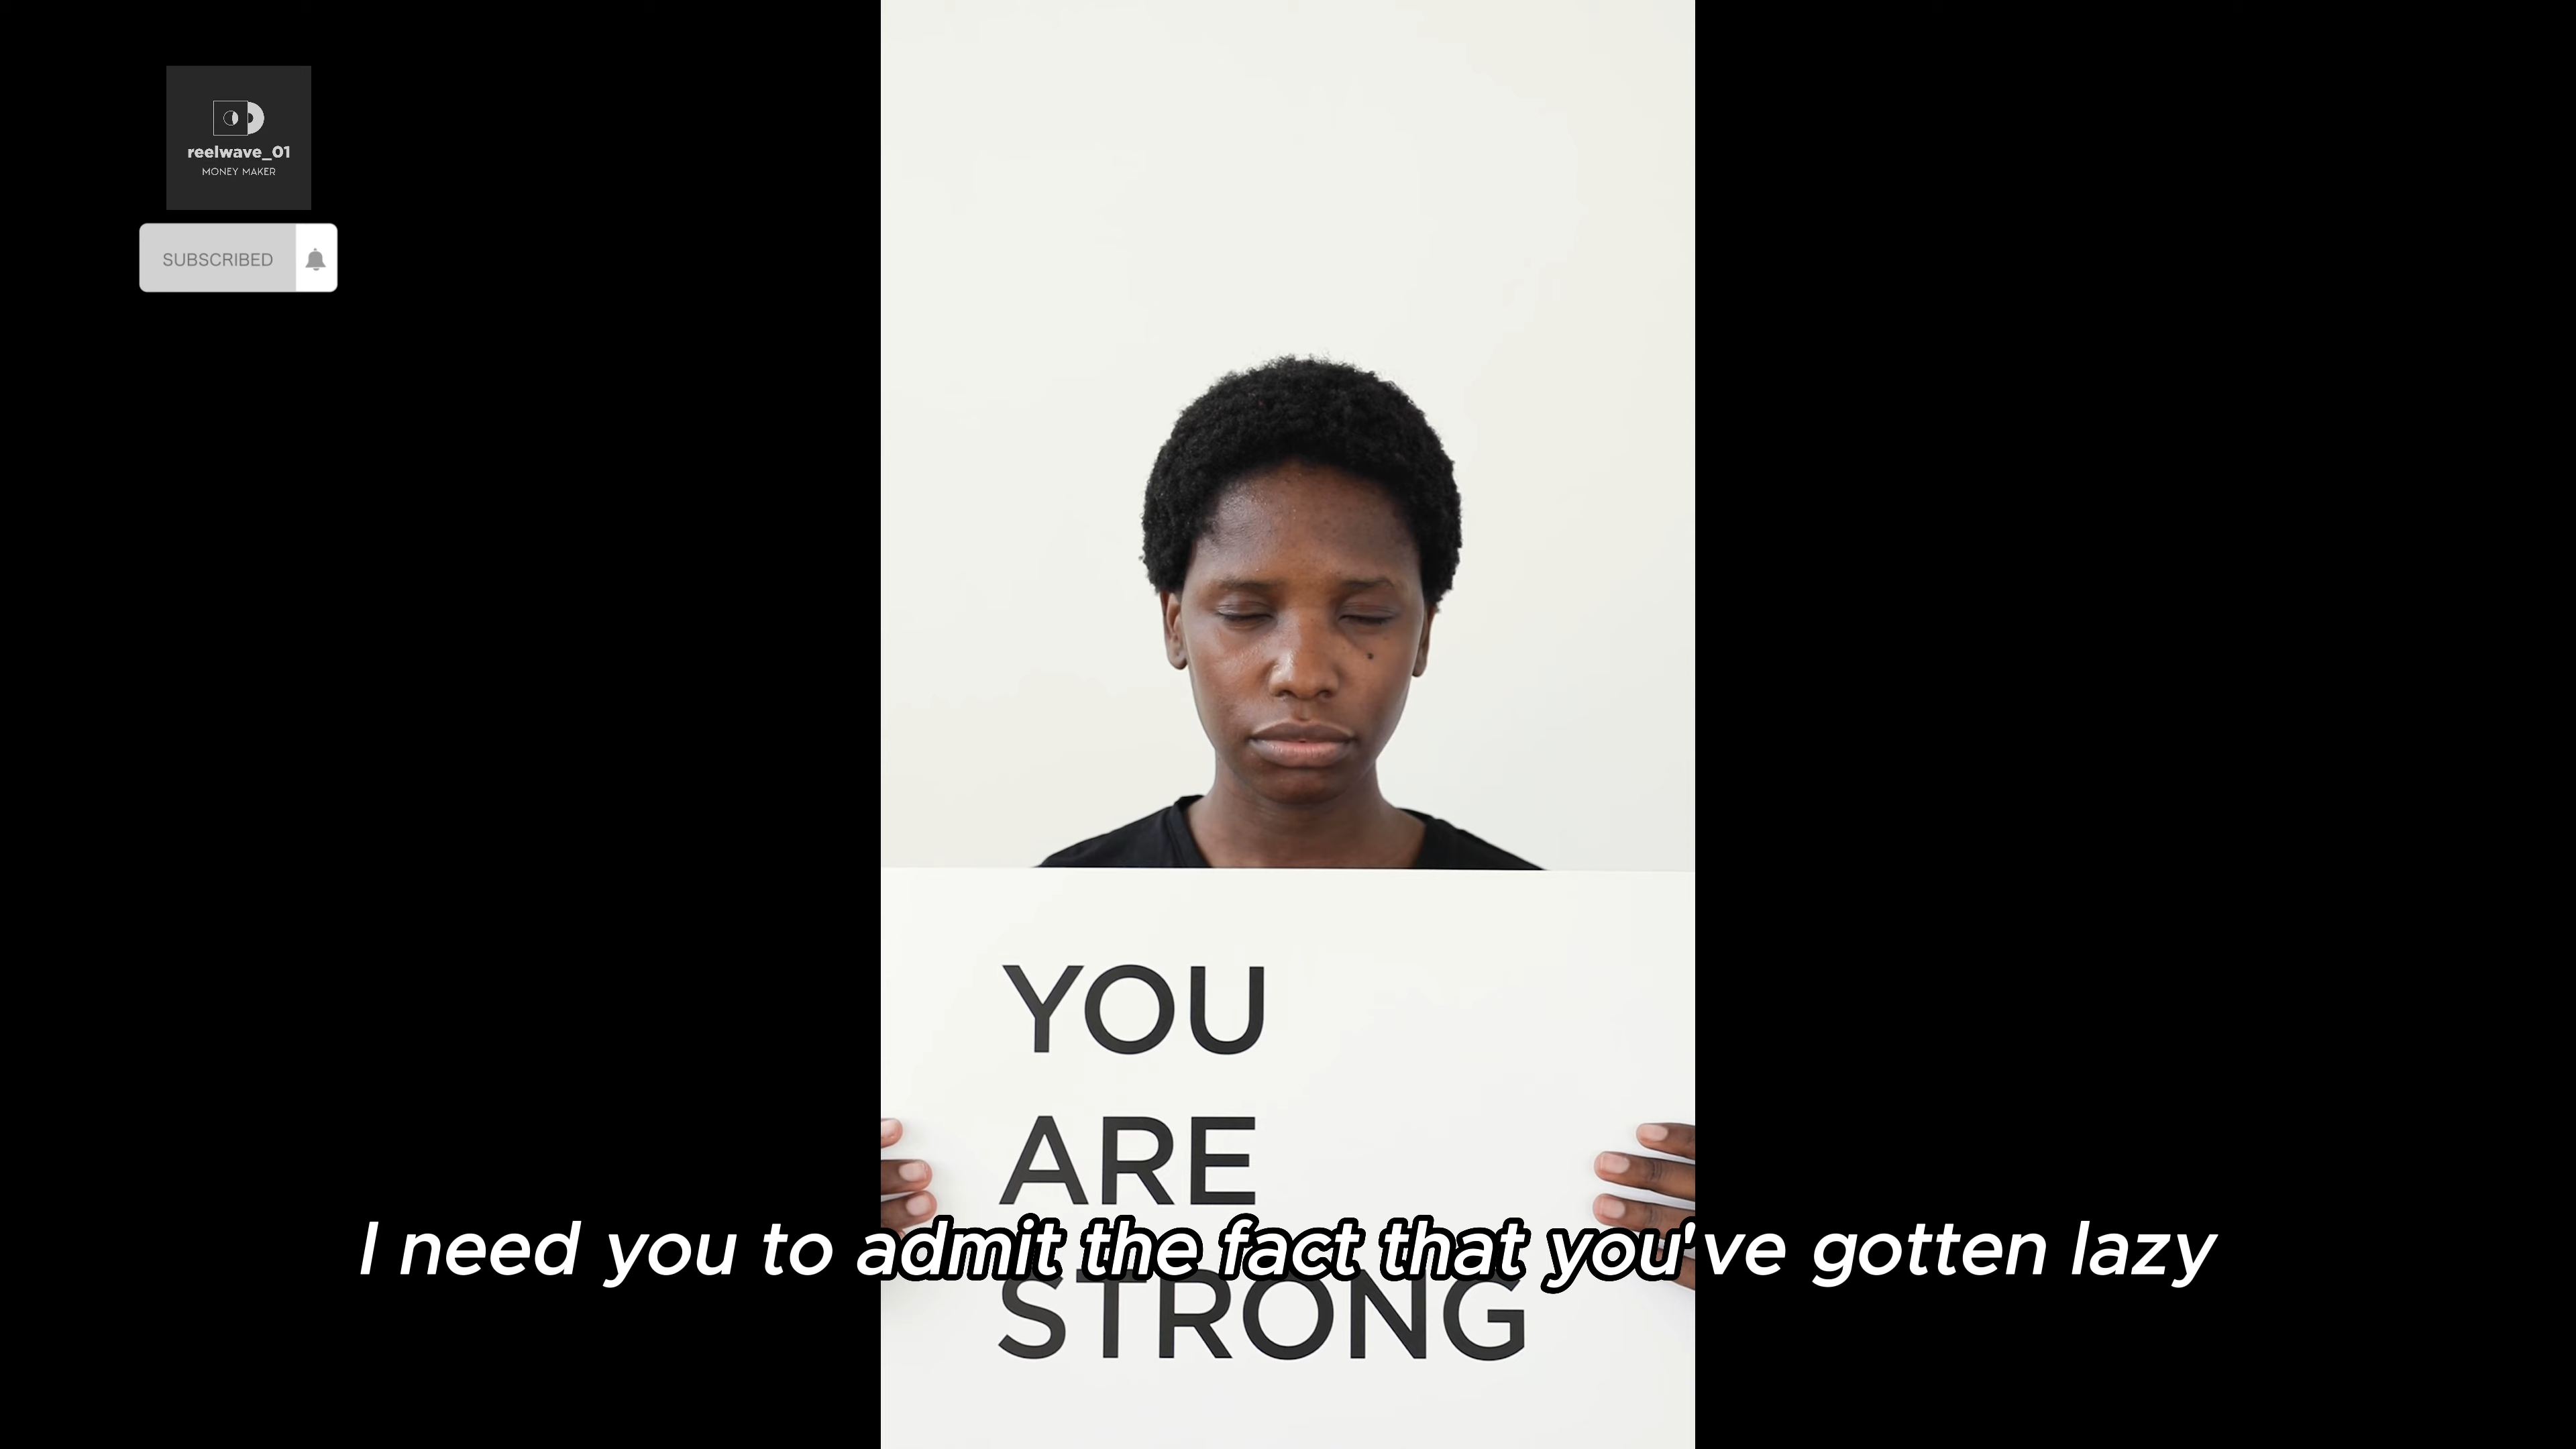 reelwave_01
MONEY MAKER
SUBSCRIBED
YOU
ARE
I need you to admit the fact that you've gotten lazy
STRONG